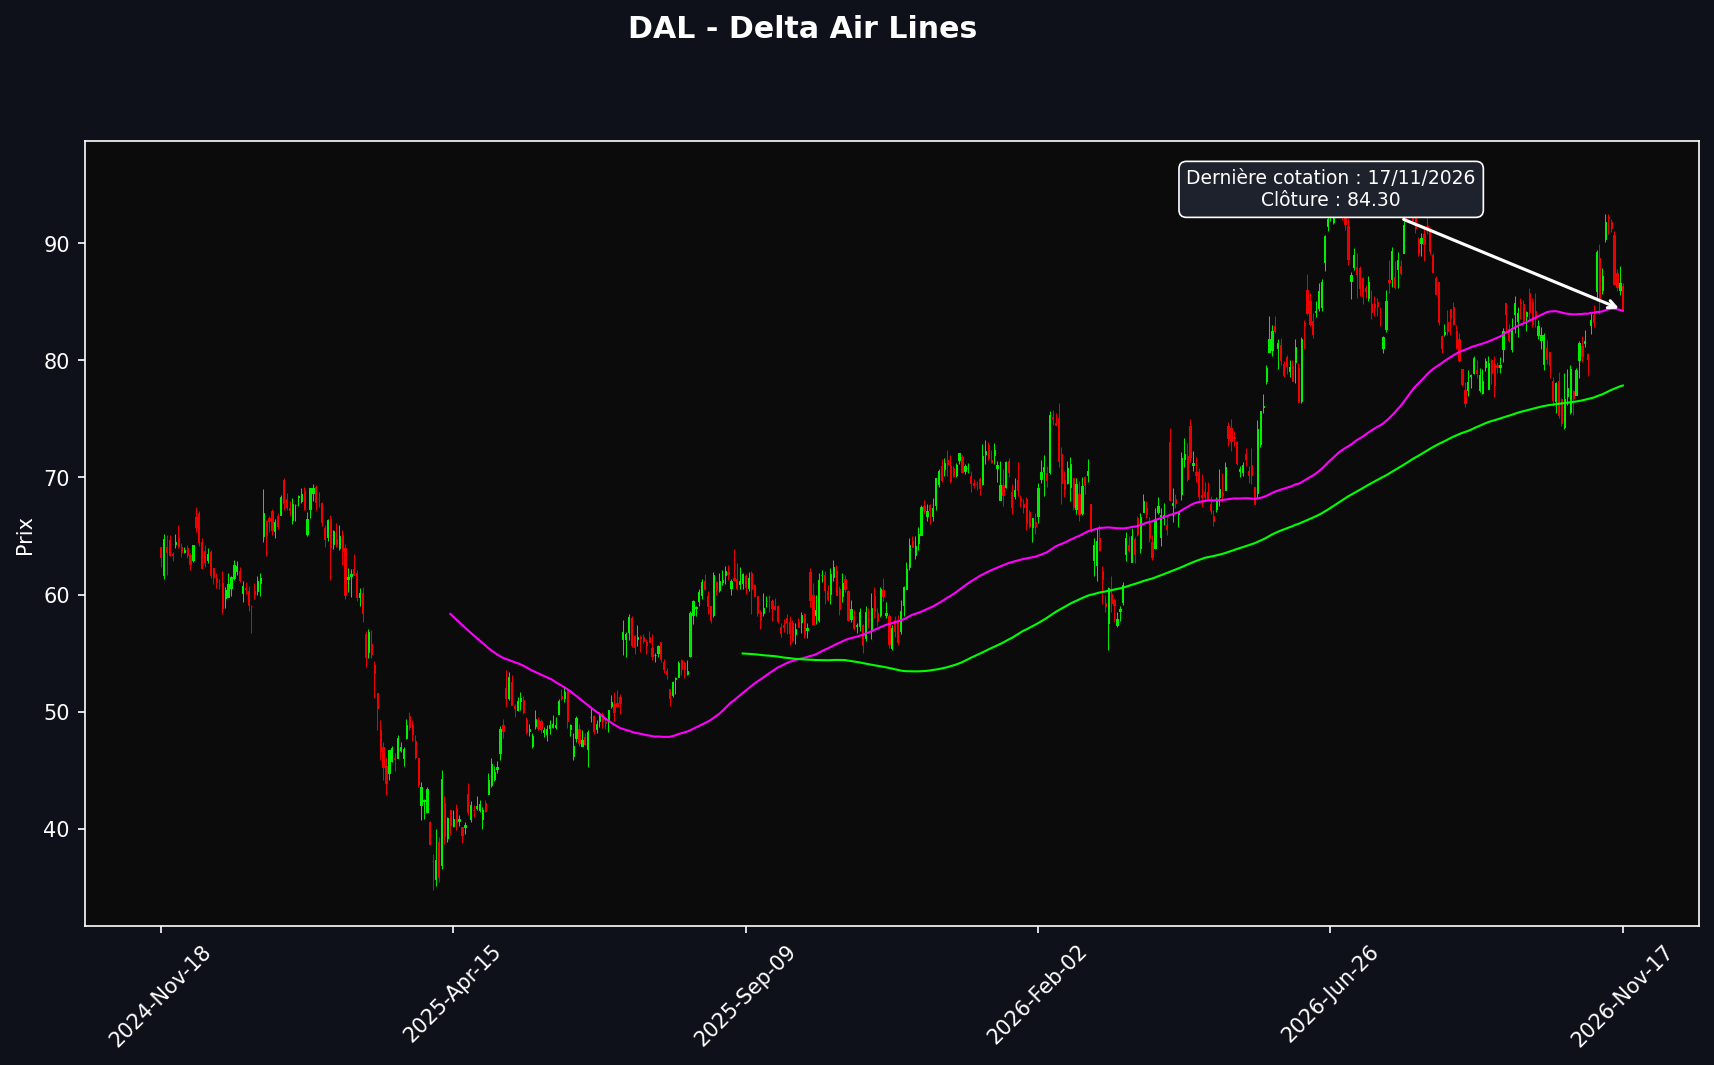 DAL - Delta Air Lines
Dernière cotation : 17/11/2026
Clôture : 84.30
Prix
90
80
70
60
50
40
2024-Nov-18
2025-Apr-15
2025-Sep-09
2026-Feb-02
2026-Jun-26
2026-Nov-17